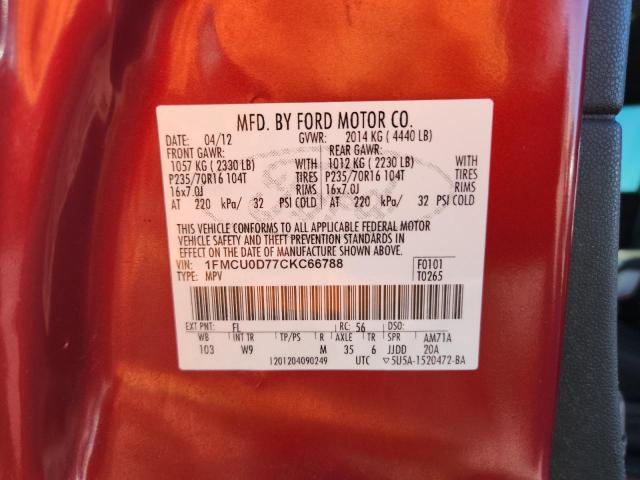 MFD. BY FORD MOTOR CO.
DATE: 04/12 GVWR: 2014 KG ( 4440 LB)
FRONT GAWR: REAR GAWR:
1057 KG ( 2330 LB) WITH 1012 KG ( 2230 LB) WITH
P235/70R16 104T TIRES P235/70R16 104T TIRES
16x7.0J RIMS 16x7.0J RIMS
AT 220 kPa/ 32 PSI COLD AT 220 kPa/ 32 PSI COLD
THIS VEHICLE CONFORMS TO ALL APPLICABLE FEDERAL MOTOR
VEHICLE SAFETY AND THEFT PREVENTION STANDARDS IN
EFFECT ON THE DATE OF MANUFACTURE SHOWN ABOVE.
VIN: 1FMCU0D77CKC66788 F0101
TYPE: MPV T0265
EXT PNT: FL RC: 56 DSO:
WB INT TR TP/PS R AXLE TR SPR AM71A
103 W9 M 35 6 JJDD 20A
1201204090249 UTC ▽5U5A-1520472-BA